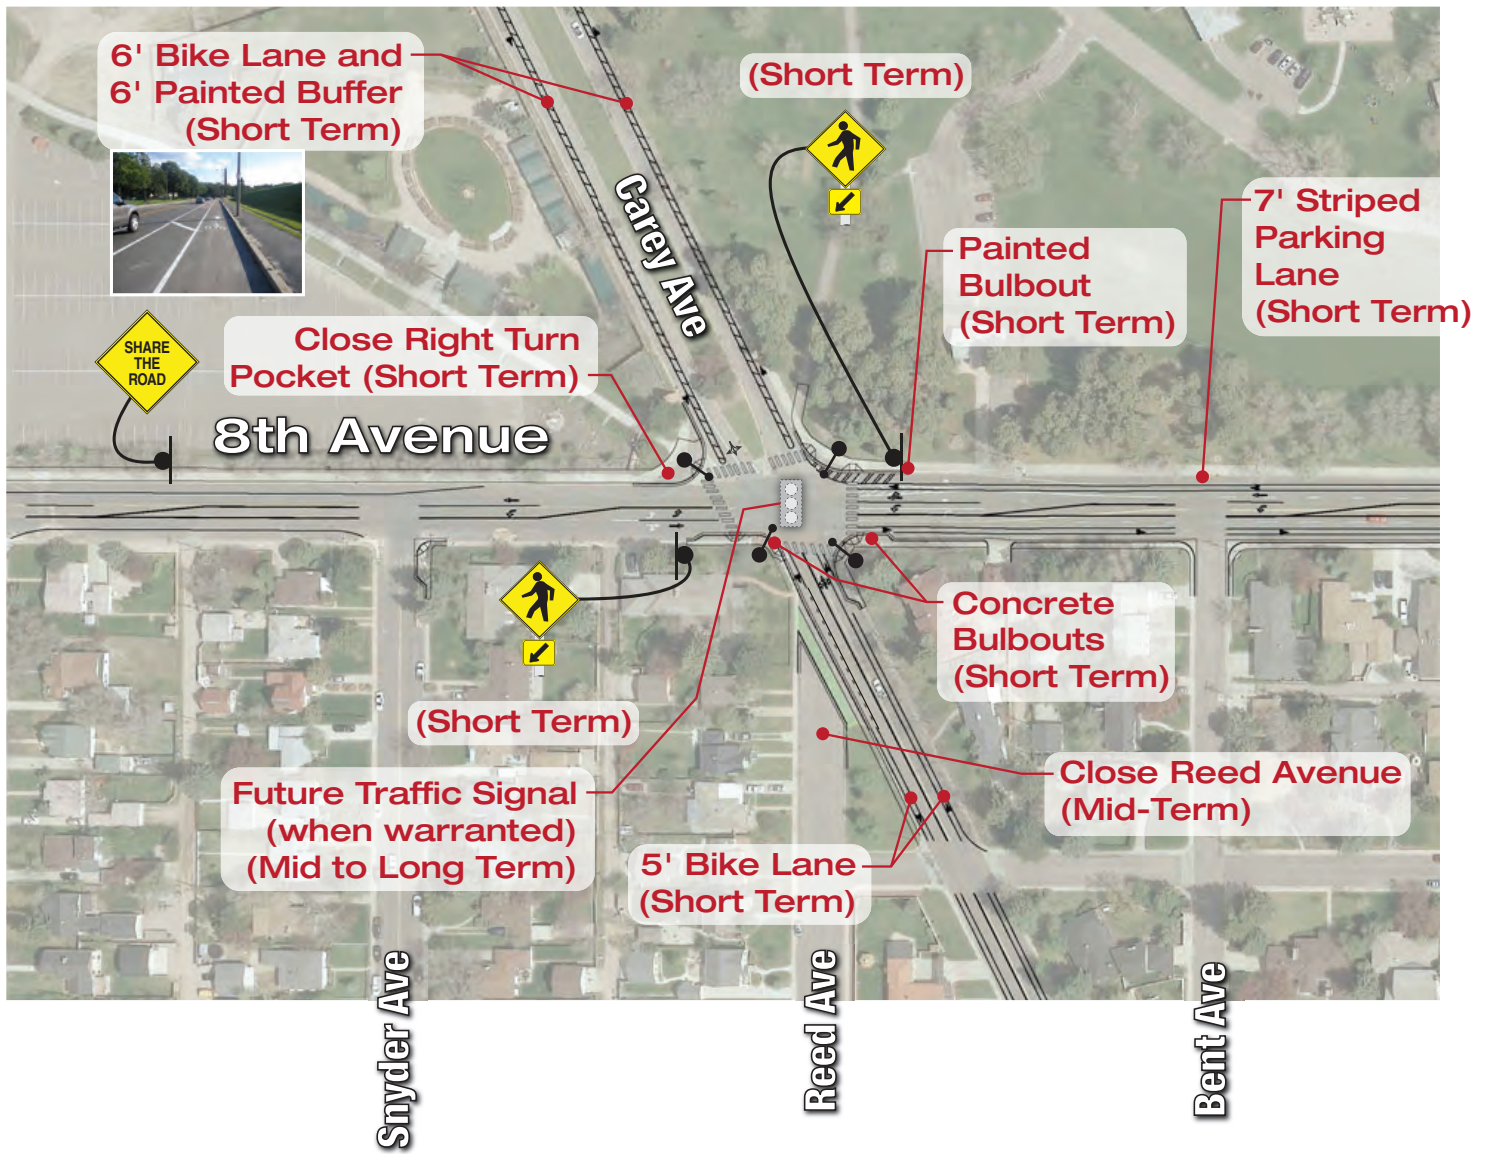 6' Bike Lane and
6' Painted Buffer
(Short Term)
(Short Term)
Carey Ave
7' Striped
Parking
Lane
(Short Term)
Painted
Bulbout
(Short Term)
SHARE
THE
ROAD
Close Right Turn
Pocket (Short Term)
8th Avenue
Concrete
Bulbouts
(Short Term)
(Short Term)
Future Traffic Signal
(when warranted)
(Mid to Long Term)
Close Reed Avenue
(Mid-Term)
5' Bike Lane
(Short Term)
Snyder Ave
Reed Ave
Bent Ave